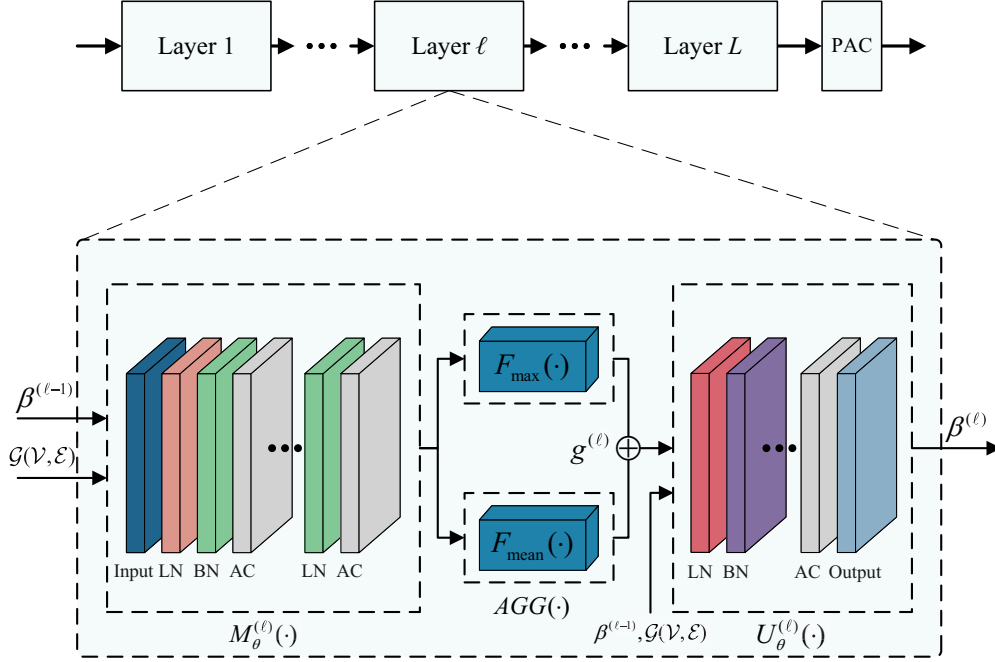 Layer 1 ··· Layer ℓ ··· Layer L PAC
β^(ℓ−1)
𝒢(𝒱, ℰ)
Input LN BN AC ··· LN AC
M_θ^(ℓ)(·)
F_max(·)
F_mean(·)
AGG(·)
g^(ℓ)
β^(ℓ−1), 𝒢(𝒱, ℰ)
LN BN ··· AC Output
U_θ^(ℓ)(·)
β^(ℓ)